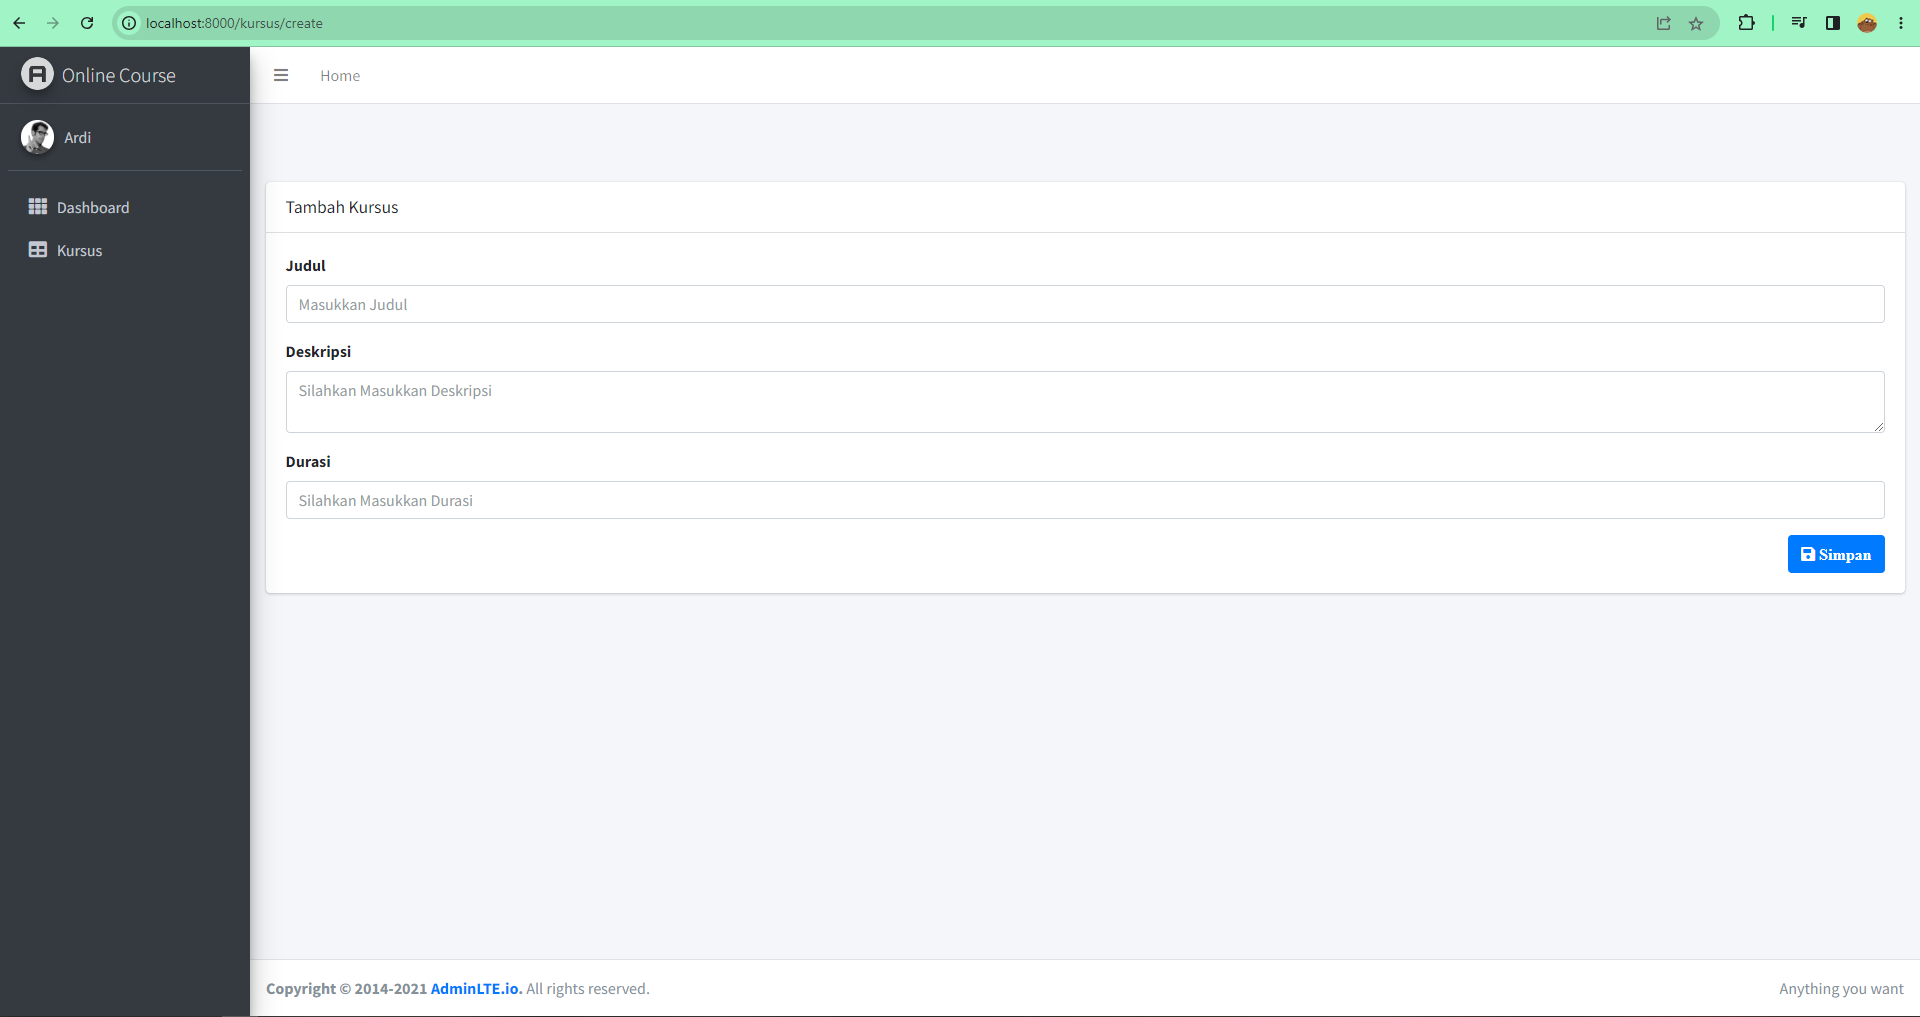 localhost:8000/kursus/create
Online Course
Home
Ardi
Dashboard
Kursus
Tambah Kursus
Judul
Masukkan Judul
Deskripsi
Silahkan Masukkan Deskripsi
Durasi
Silahkan Masukkan Durasi
Simpan
Copyright © 2014-2021 AdminLTE.io. All rights reserved.
Anything you want